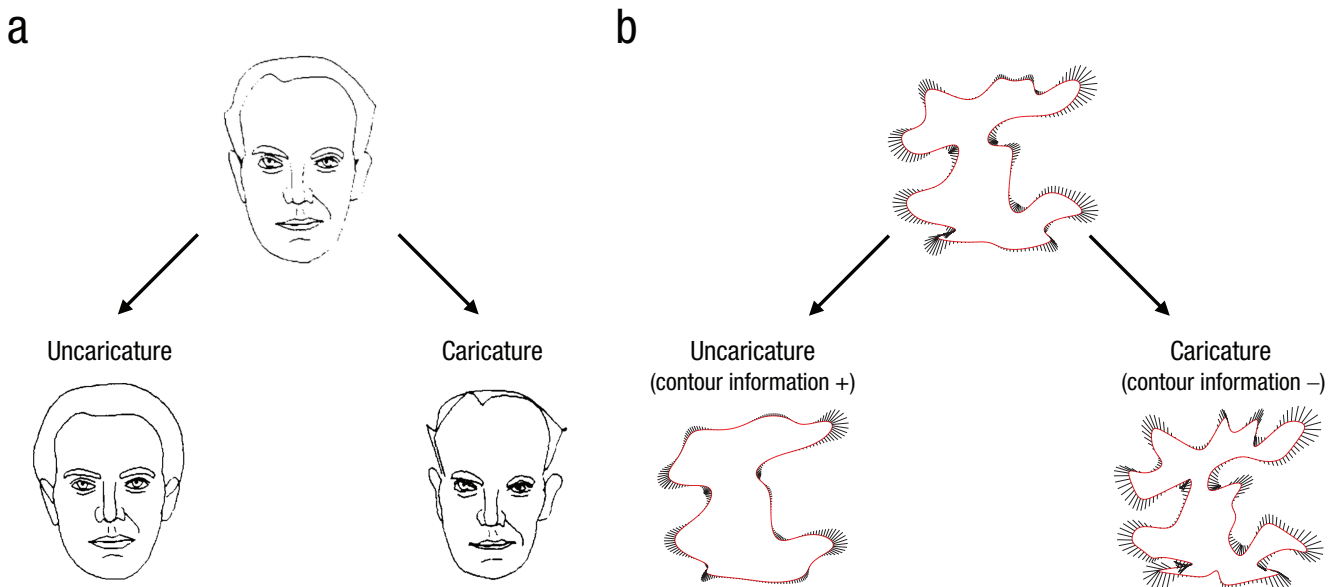 a
b
Uncaricature
Caricature
Uncaricature
(contour information +)
Caricature
(contour information –)